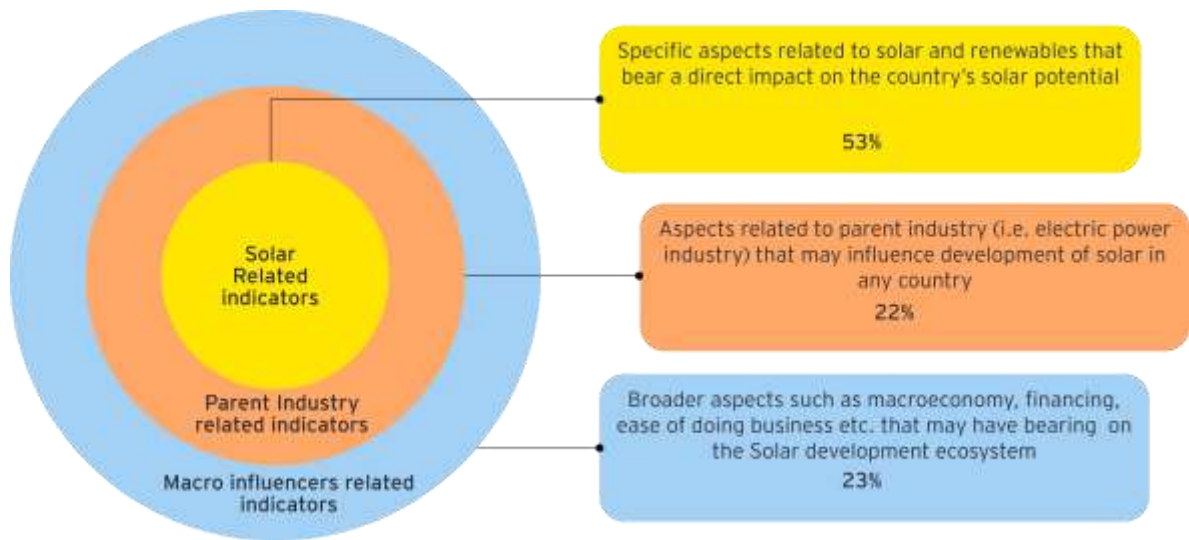 Solar
Related
indicators
Parent Industry
related indicators
Macro influencers related
indicators
Specific aspects related to solar and renewables that
bear a direct impact on the country's solar potential
53%
Aspects related to parent industry (i.e. electric power
industry) that may influence development of solar in
any country
22%
Broader aspects such as macroeconomy, financing,
ease of doing business etc. that may have bearing on
the Solar development ecosystem
23%